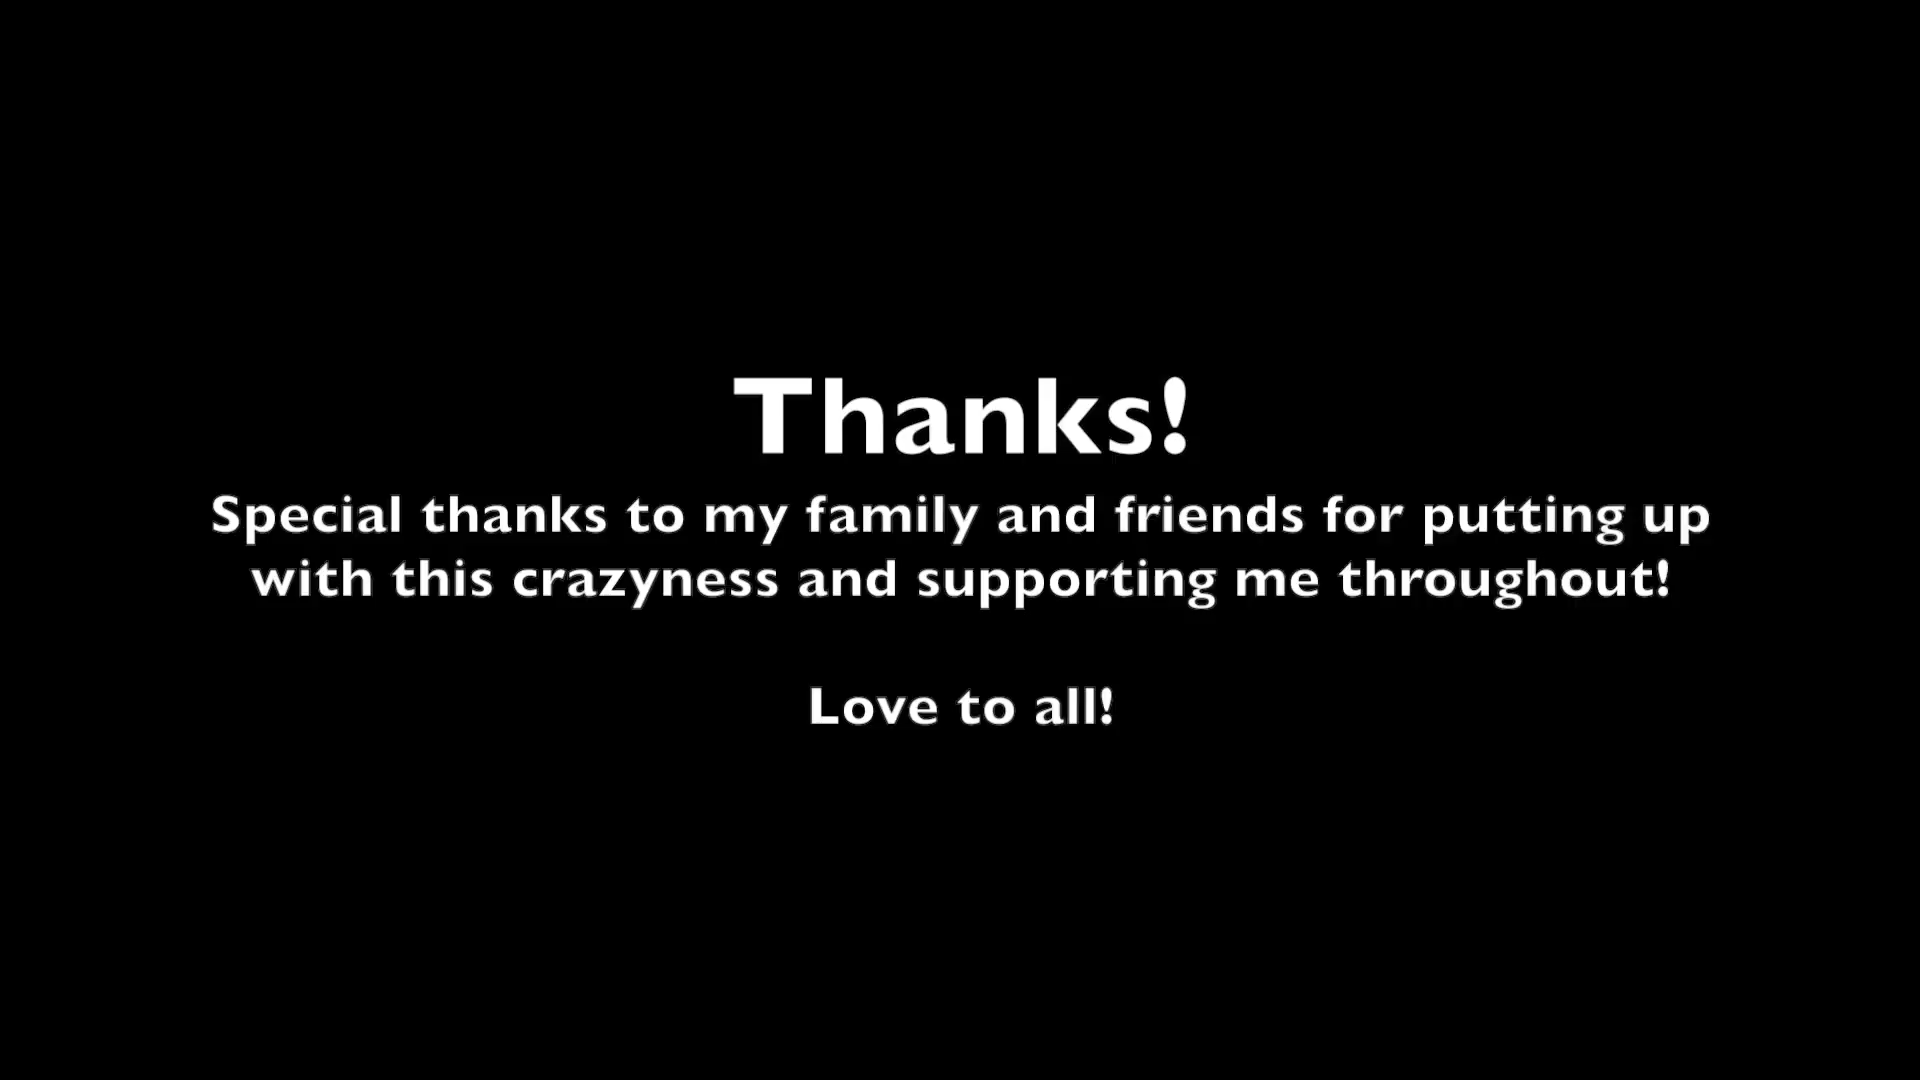 Thanks!
Special thanks to my family and friends for putting up
with this crazyness and supporting me throughout!
Love to all!